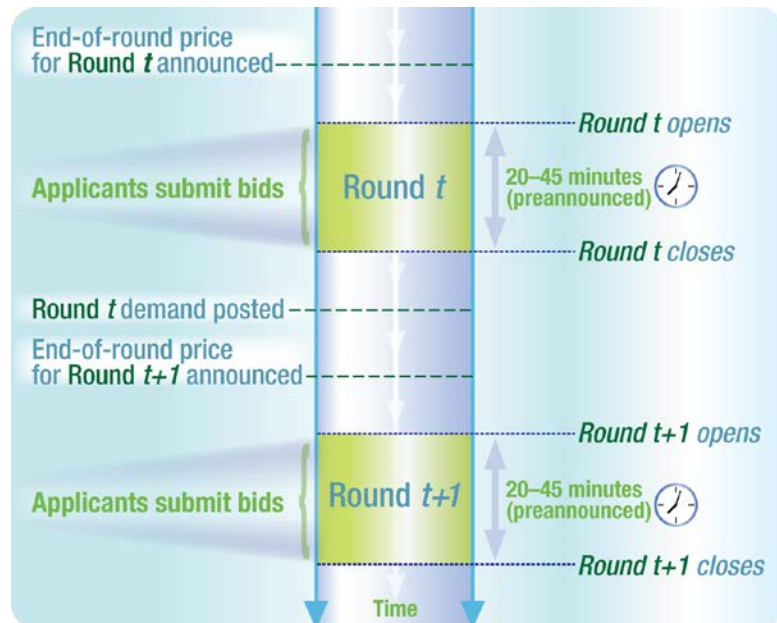 End-of-round price
for Round t announced
Round t opens
Applicants submit bids
Round t
20–45 minutes
(preannounced)
Round t closes
Round t demand posted
End-of-round price
for Round t+1 announced
Round t+1 opens
Applicants submit bids
Round t+1
20–45 minutes
(preannounced)
Round t+1 closes
Time